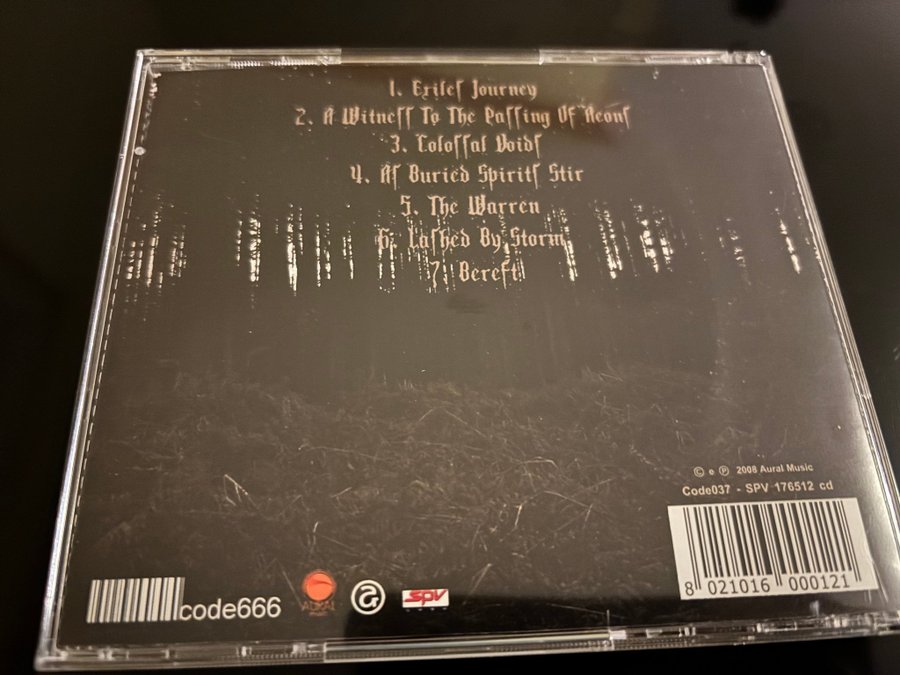 1. Exiles Journey
2. A Witness To The Passing Of Aeons
3. Colossal Voids
4. As Buried Spirits Stir
5. The Warren
6. Lashed By Storm
7. Bereft
© & ℗ 2008 Aural Music
Code037 - SPV 176512 cd
8 021016 000121
code666
AURAL
SPV